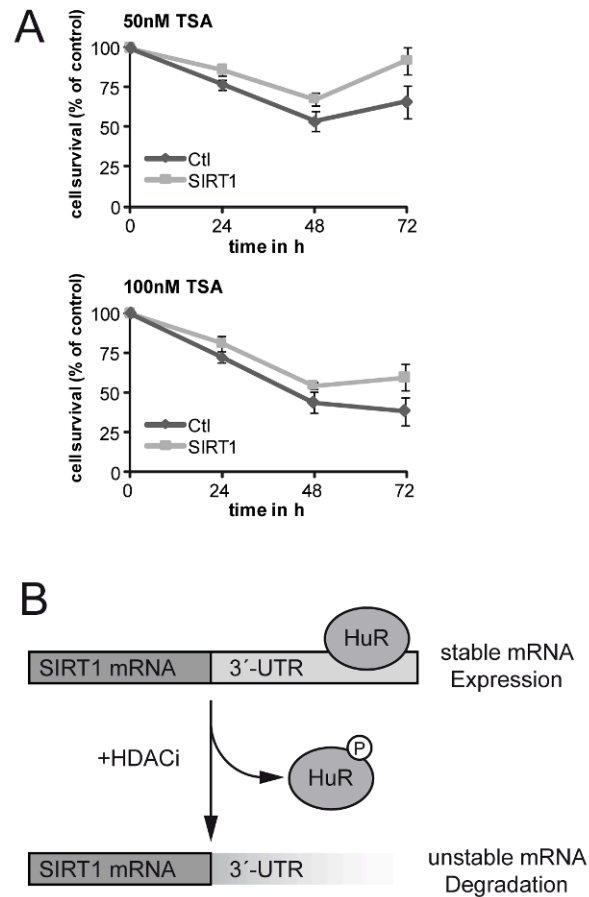 A
50nM TSA
cell survival (% of control)
100
75
50
25
0
Ctl
SIRT1
0 24 48 72
time in h
100nM TSA
cell survival (% of control)
100
75
50
25
0
Ctl
SIRT1
0 24 48 72
time in h
B
HuR
SIRT1 mRNA 3´-UTR
stable mRNA
Expression
+HDACi
P
HuR
SIRT1 mRNA 3´-UTR
unstable mRNA
Degradation